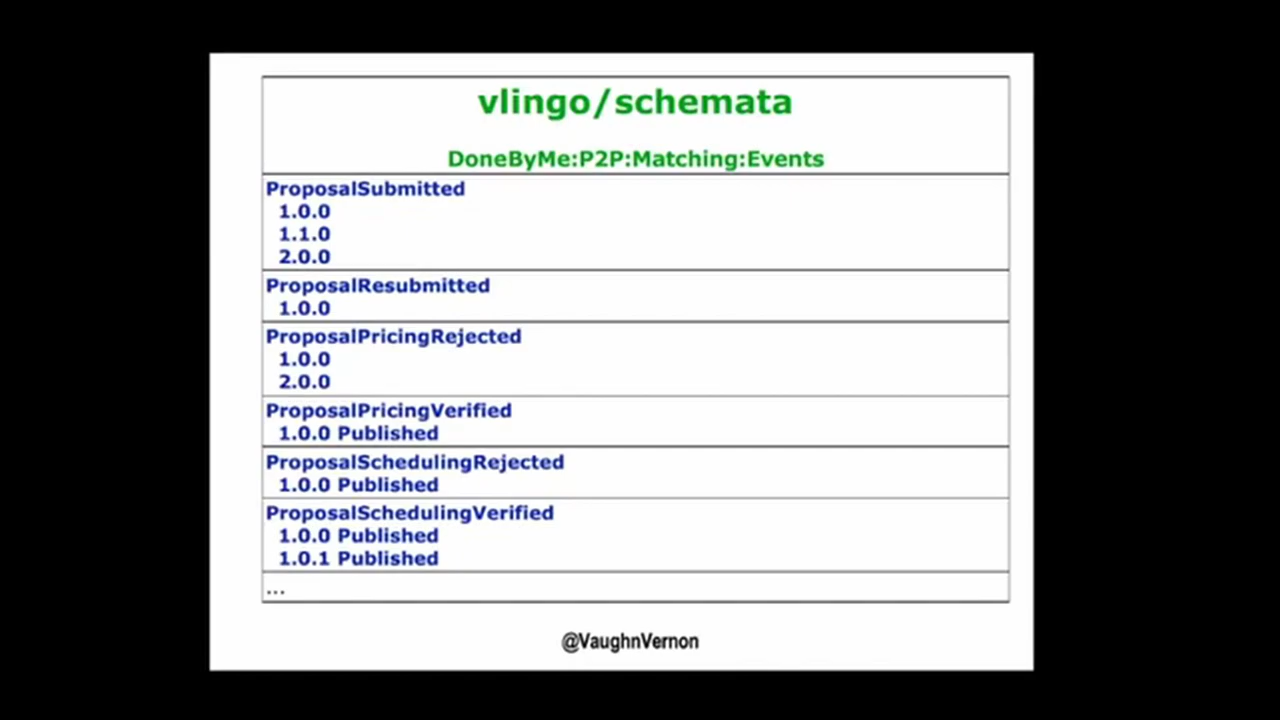 vlingo/schemata
DoneByMe:P2P:Matching:Events
ProposalSubmitted
1.0.0
1.1.0
2.0.0
ProposalResubmitted
1.0.0
ProposalPricingRejected
1.0.0
2.0.0
ProposalPricingVerified
1.0.0 Published
ProposalSchedulingRejected
1.0.0 Published
ProposalSchedulingVerified
1.0.0 Published
1.0.1 Published
...
@VaughnVernon